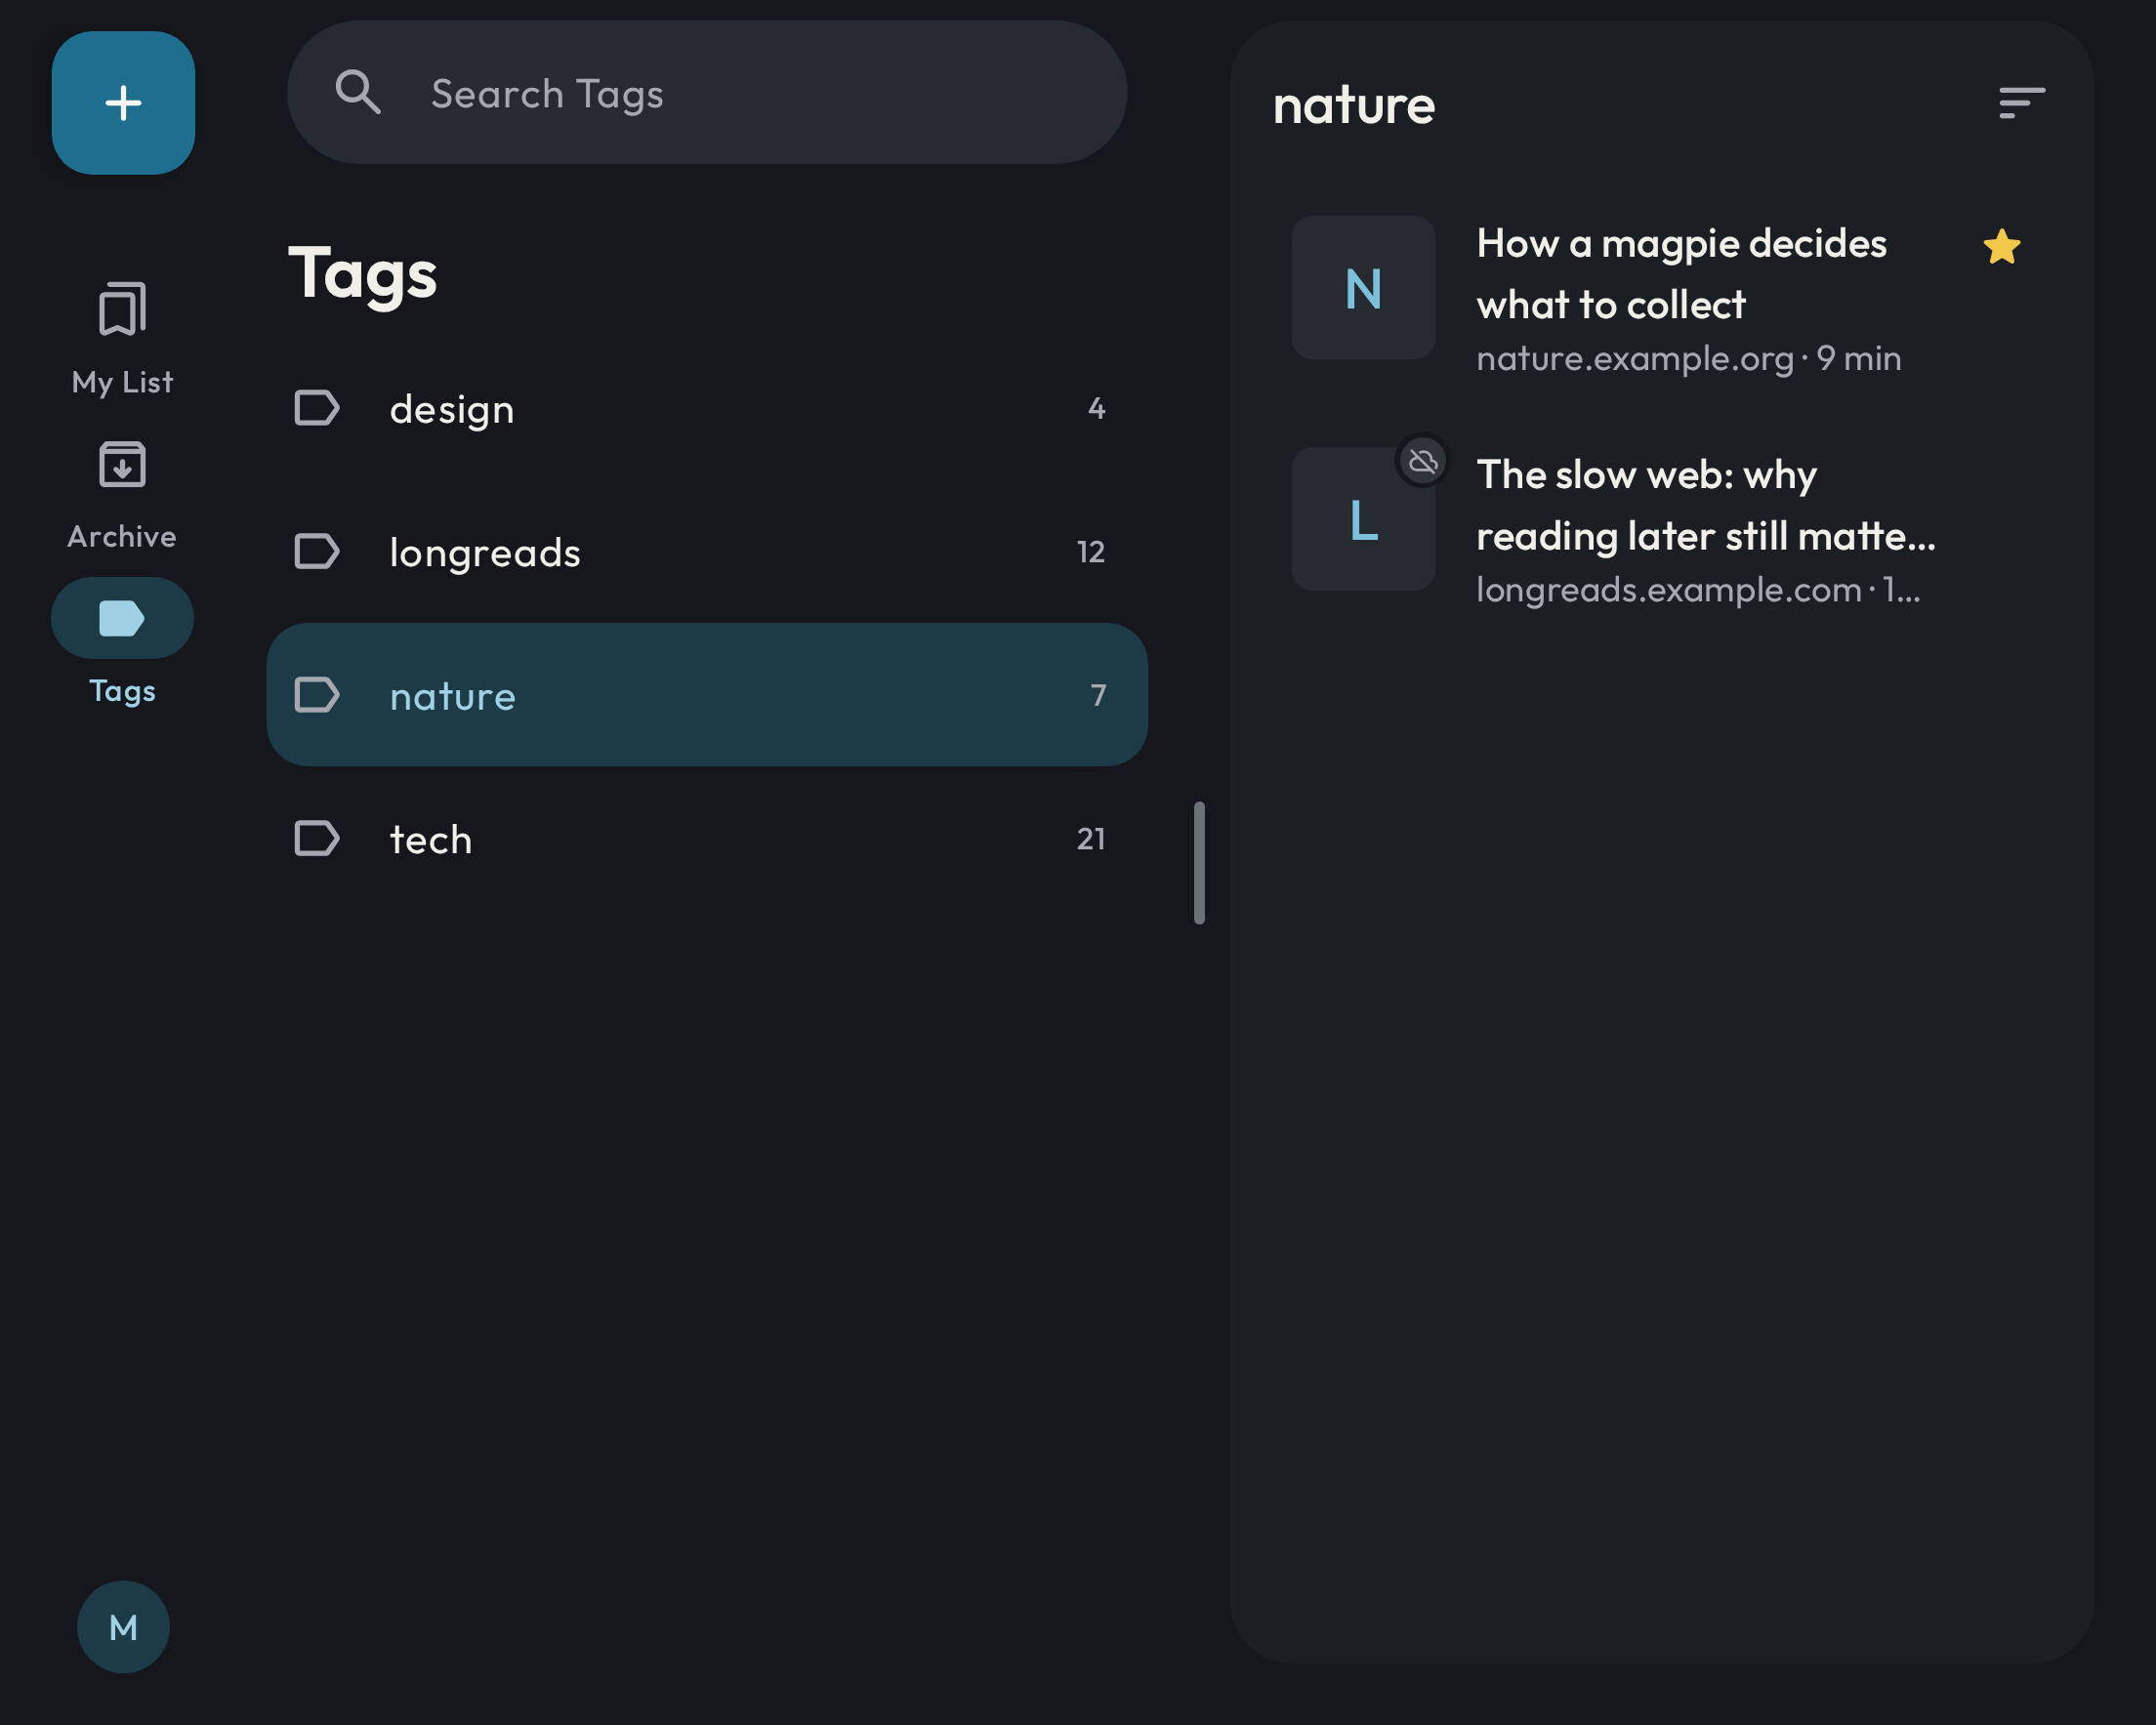 Search Tags
My List
Archive
Tags
M
Tags
design 4
longreads 12
nature 7
tech 21
nature
N
How a magpie decides
what to collect
nature.example.org · 9 min
L
The slow web: why
reading later still matte...
longreads.example.com · 1...